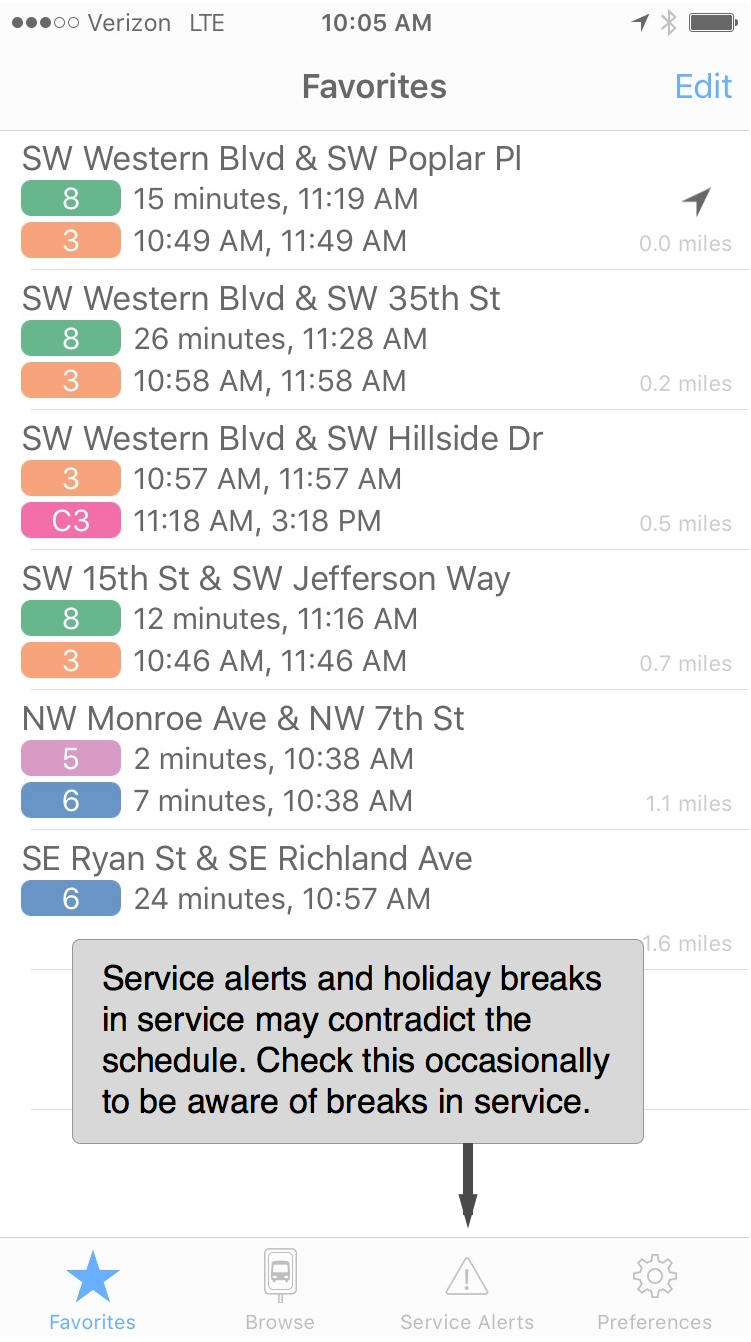 Verizon LTE 10:05 AM
Favorites Edit
SW Western Blvd & SW Poplar Pl
8 15 minutes, 11:19 AM
3 10:49 AM, 11:49 AM 0.0 miles
SW Western Blvd & SW 35th St
8 26 minutes, 11:28 AM
3 10:58 AM, 11:58 AM 0.2 miles
SW Western Blvd & SW Hillside Dr
3 10:57 AM, 11:57 AM
C3 11:18 AM, 3:18 PM 0.5 miles
SW 15th St & SW Jefferson Way
8 12 minutes, 11:16 AM
3 10:46 AM, 11:46 AM 0.7 miles
NW Monroe Ave & NW 7th St
5 2 minutes, 10:38 AM
6 7 minutes, 10:38 AM 1.1 miles
SE Ryan St & SE Richland Ave
6 24 minutes, 10:57 AM
1.6 miles
Service alerts and holiday breaks
in service may contradict the
schedule. Check this occasionally
to be aware of breaks in service.
Favorites Browse Service Alerts Preferences